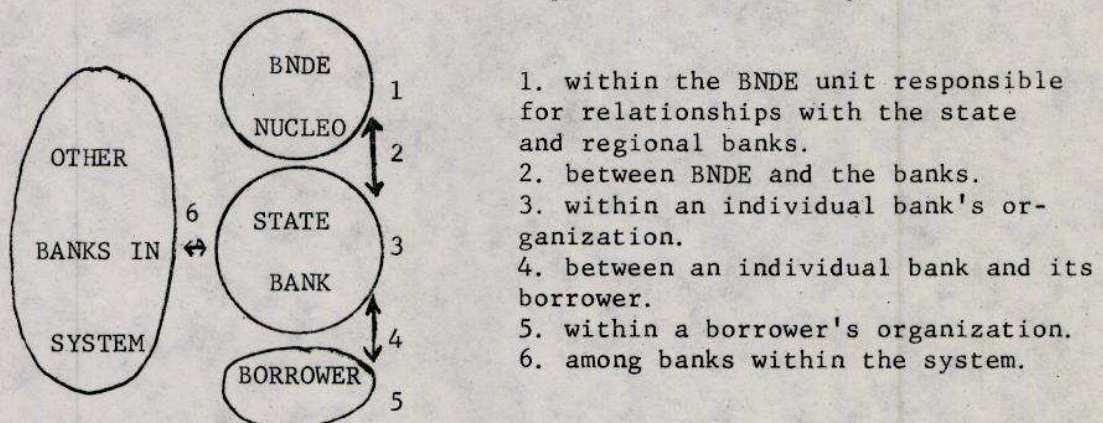 BNDE
NUCLEO
1
2
OTHER
BANKS IN
SYSTEM
6
STATE
BANK
3
4
BORROWER
5
1. within the BNDE unit responsible
for relationships with the state
and regional banks.
2. between BNDE and the banks.
3. within an individual bank's or-
ganization.
4. between an individual bank and its
borrower.
5. within a borrower's organization.
6. among banks within the system.